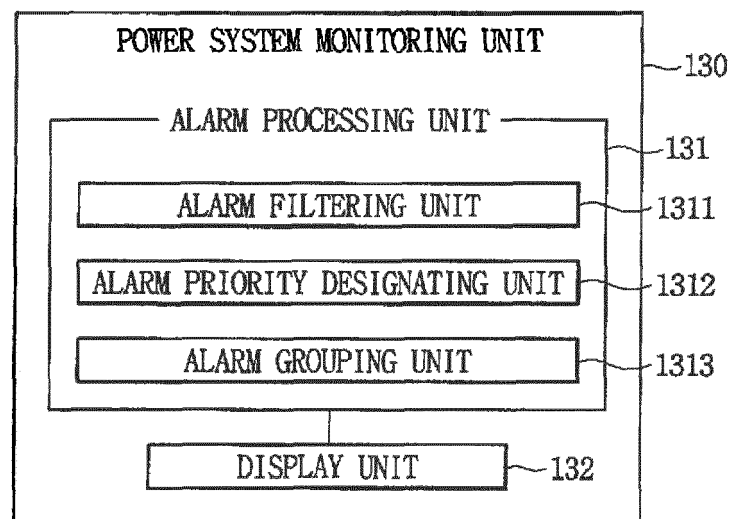 POWER SYSTEM MONITORING UNIT
130
ALARM PROCESSING UNIT
131
ALARM FILTERING UNIT
1311
ALARM PRIORITY DESIGNATING UNIT
1312
ALARM GROUPING UNIT
1313
DISPLAY UNIT
132